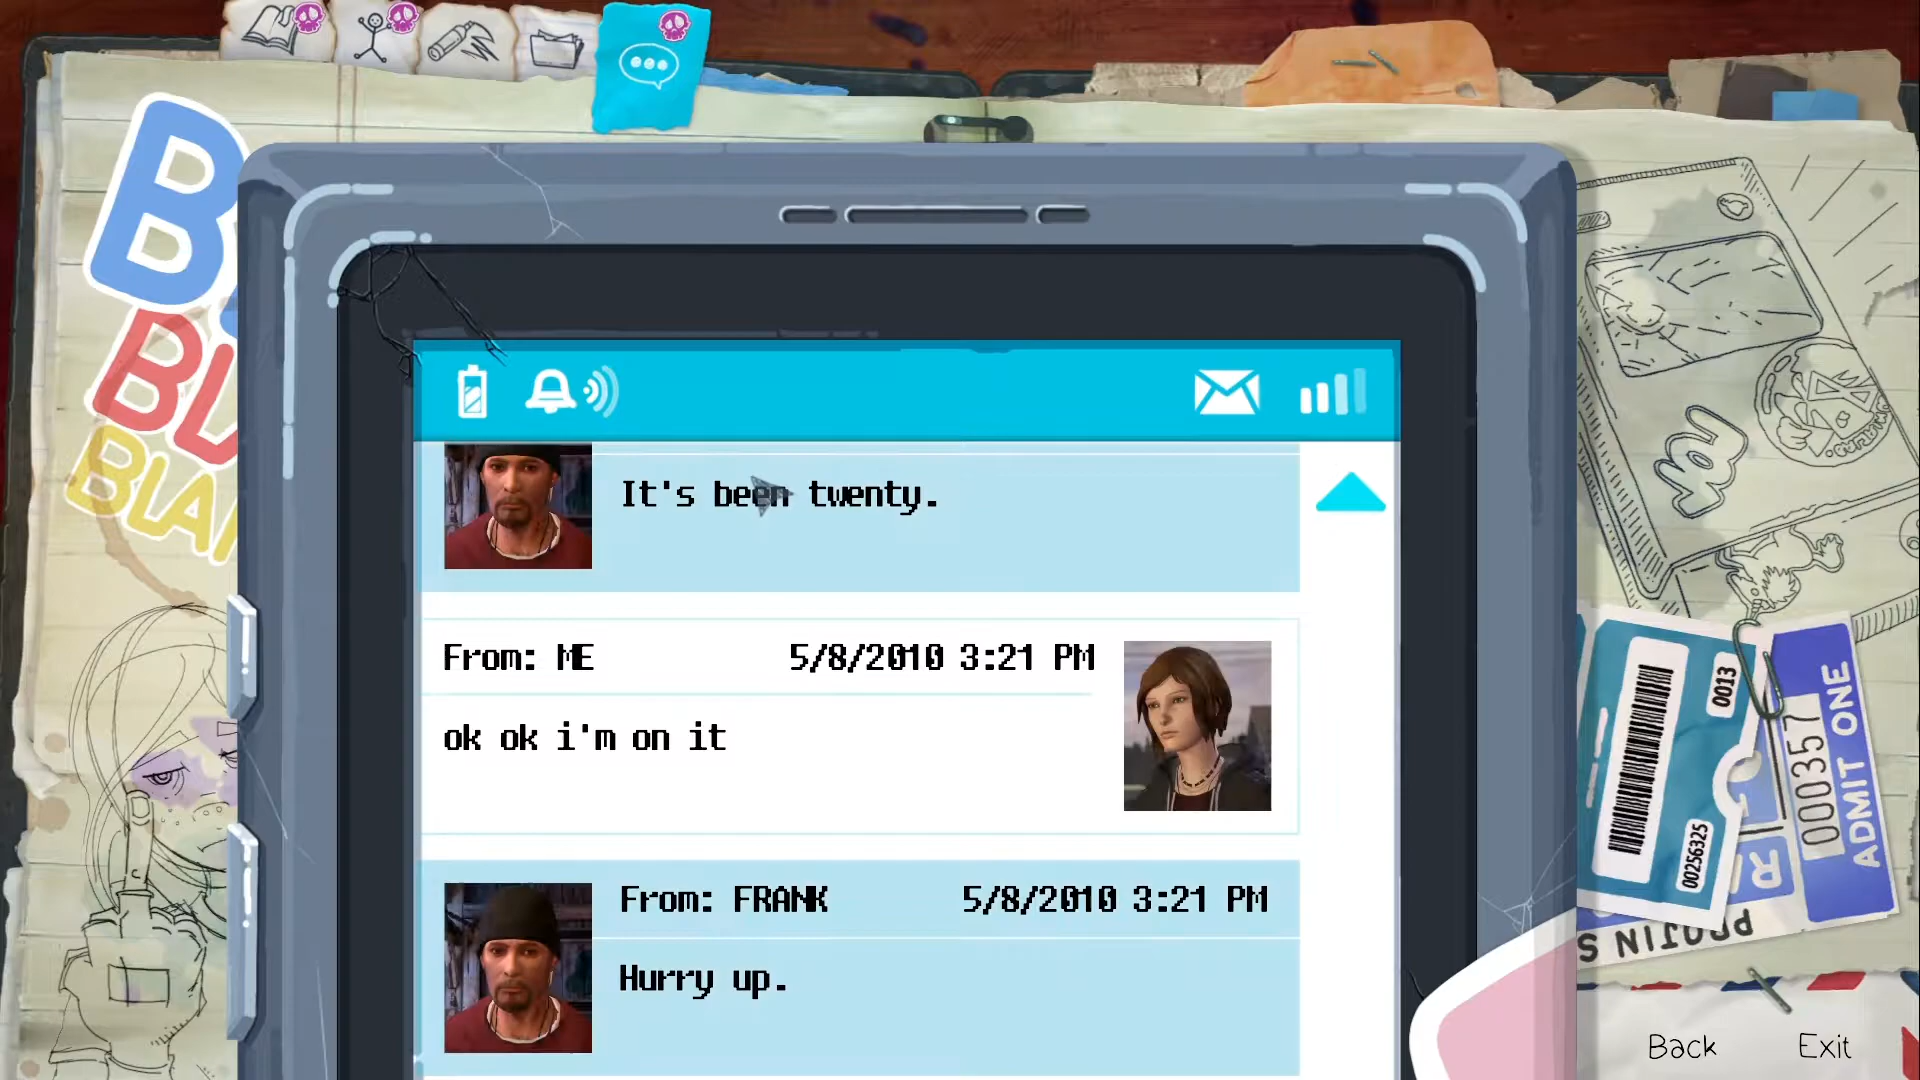 It's been twenty.
From: ME 5/8/2010 3:21 PM
ok ok i'm on it
From: FRANK 5/8/2010 3:21 PM
Hurry up.
0013
00256325
000357
ADMIT ONE
Back Exit